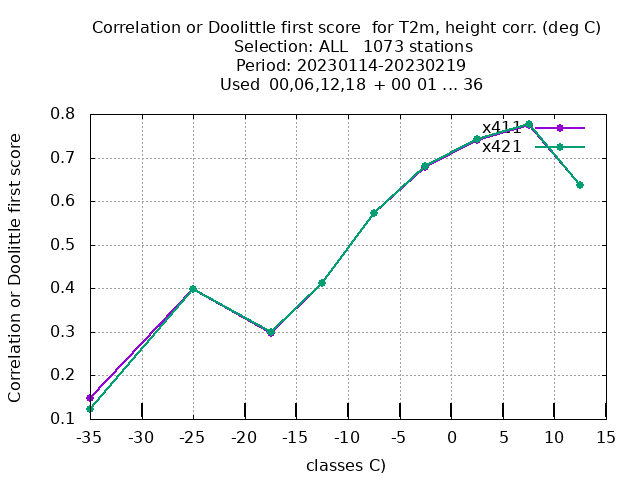 Correlation or Doolittle first score  for T2m, height corr. (deg C)
Selection: ALL   1073 stations
Period: 20230114-20230219
Used  00,06,12,18  + 00 01 ... 36
Correlation or Doolittle first score
0.8
0.7
0.6
0.5
0.4
0.3
0.2
0.1
x411
x421
-35 -30 -25 -20 -15 -10 -5 0 5 10 15
classes C)